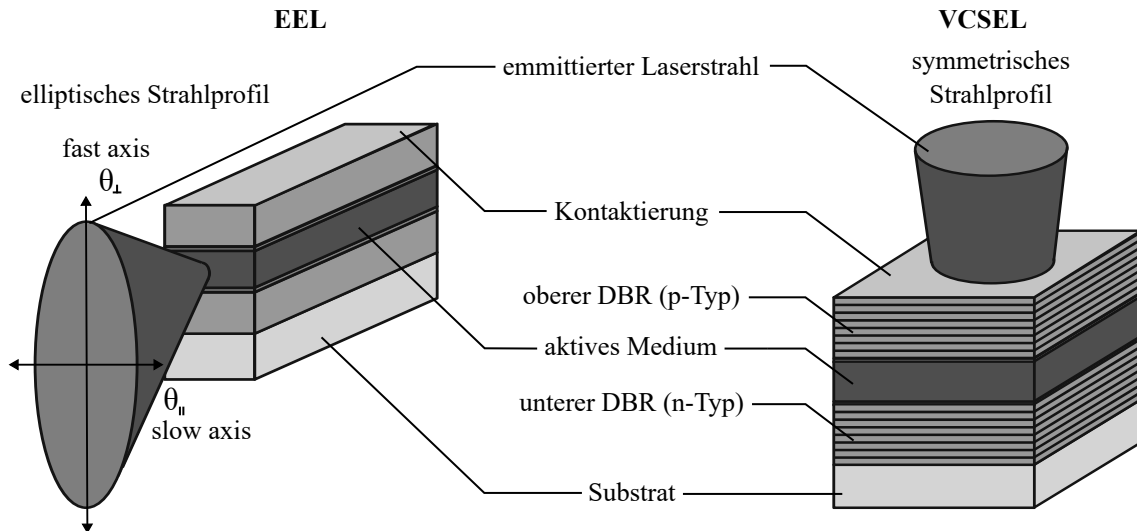 EEL
VCSEL
emmittierter Laserstrahl
symmetrisches
Strahlprofil
elliptisches Strahlprofil
fast axis
θ⊥
Kontaktierung
oberer DBR (p-Typ)
aktives Medium
unterer DBR (n-Typ)
θ||
slow axis
Substrat